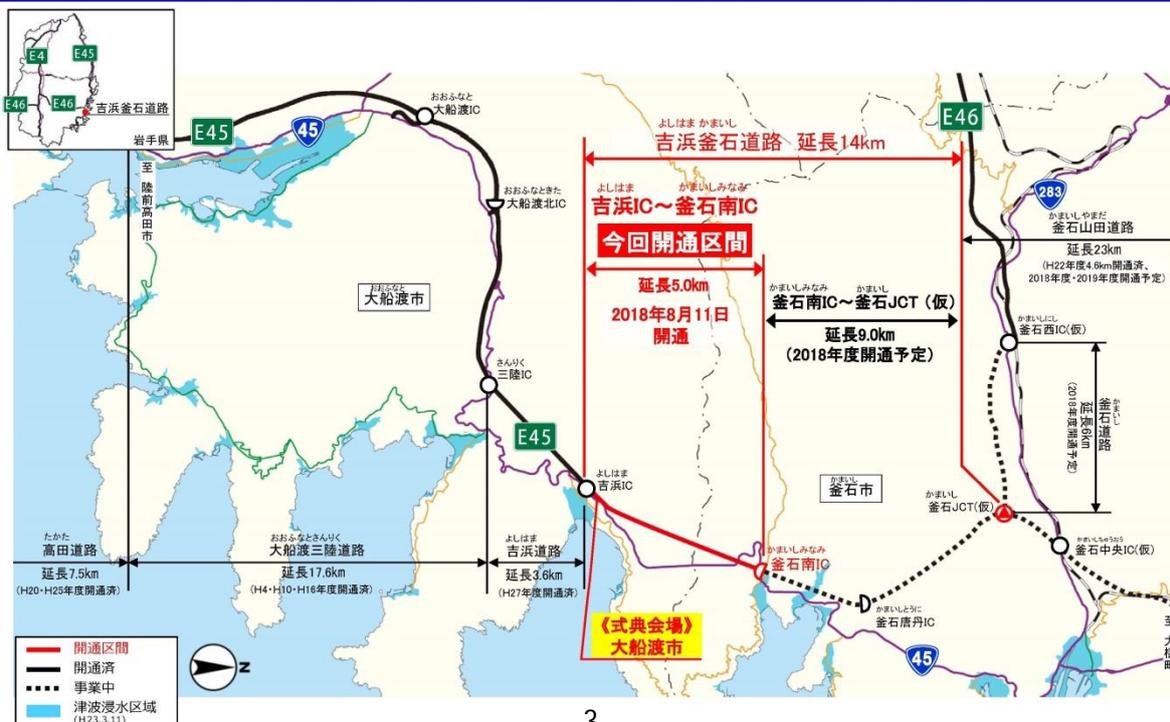 E4
E45
E46
E46
吉浜釜石道路
岩手県
E45
45
おおふなと
大船渡IC
至 陸前高田市
おおふなときた
大船渡北IC
おおふなと
大船渡市
さんりく
三陸IC
E45
よしはま
吉浜IC
よしはま かまいし
吉浜釜石道路 延長14km
よしはま かまいしみなみ
吉浜IC～釜石南IC
今回開通区間
延長5.0km
2018年8月11日
開通
かまいしみなみ かまいし
釜石南IC～釜石JCT（仮）
延長9.0km
（2018年度開通予定）
E46
283
かまいしやまだ
釜石山田道路
延長23km
(H22年度4.6km開通済、
2018年度・2019年度開通予定)
かまいしにし
釜石西IC(仮)
かまいし
釜石道路
延長6km
(2018年度開通予定)
かまいし
釜石市
かまいし
釜石JCT(仮)
かまいしちゅうおう
釜石中央IC(仮)
かまいしみなみ
釜石南IC
かまいしとうに
釜石唐丹IC
45
たかた
高田道路
延長7.5km
(H20・H25年度開通済)
おおふなとさんりく
大船渡三陸道路
延長17.6km
(H4・H10・H16年度開通済)
よしはま
吉浜道路
延長3.6km
(H27年度開通済)
《式典会場》
大船渡市
開通区間
開通済
事業中
津波浸水区域
(H23.3.11)
N
3